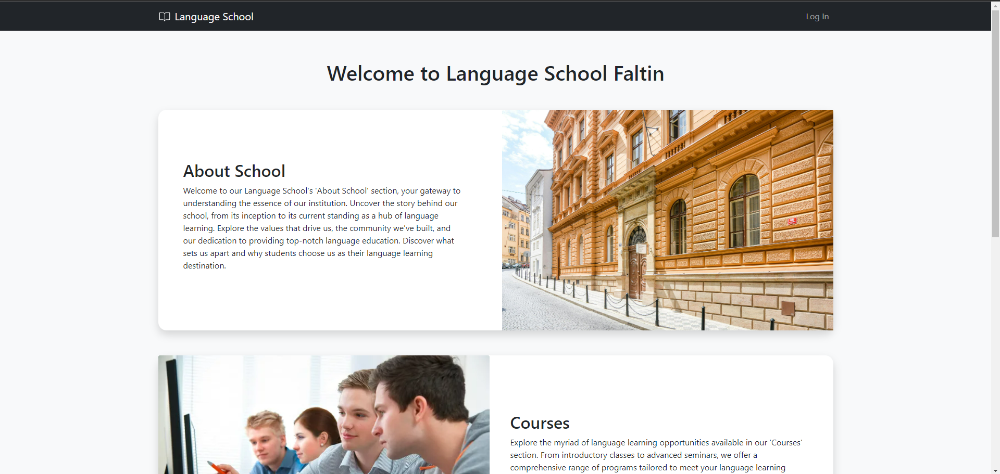 Language School
Log In
Welcome to Language School Faltin
About School
Welcome to our Language School's 'About School' section, your gateway to
understanding the essence of our institution. Uncover the story behind our
school, from its inception to its current standing as a hub of language
learning. Explore the values that drive us, the community we've built, and
our dedication to providing top-notch language education. Discover what
sets us apart and why students choose us as their language learning
destination.
Courses
Explore the myriad of language learning opportunities available in our 'Courses'
section. From introductory classes to advanced seminars, we offer a
comprehensive range of programs tailored to meet your language learning